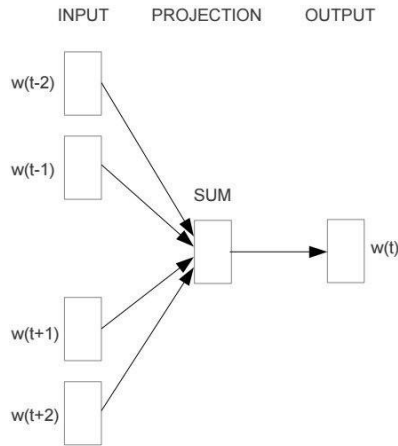 INPUT PROJECTION OUTPUT
w(t-2)
w(t-1)
SUM
w(t)
w(t+1)
w(t+2)